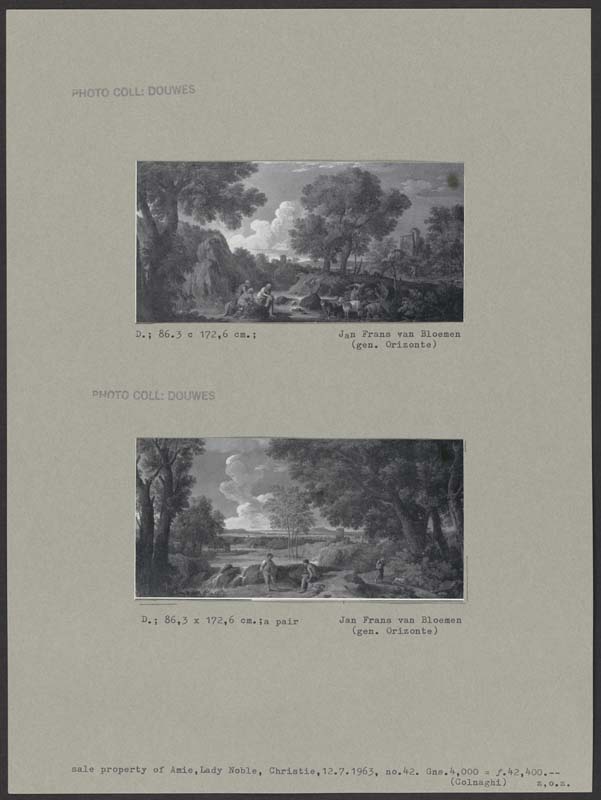 PHOTO COLL: DOUWES
D.; 86.3 c 172,6 cm.;
Jan Frans van Bloemen
(gen. Orizonte)
PHOTO COLL: DOUWES
D.; 86,3 x 172,6 cm.;a pair
Jan Frans van Bloemen
(gen. Orizonte)
sale property of Amie,Lady Noble, Christie,12.7.1963, no.42. Gns.4,000 = f.42,400.--
(Colnaghi) z,o.z.